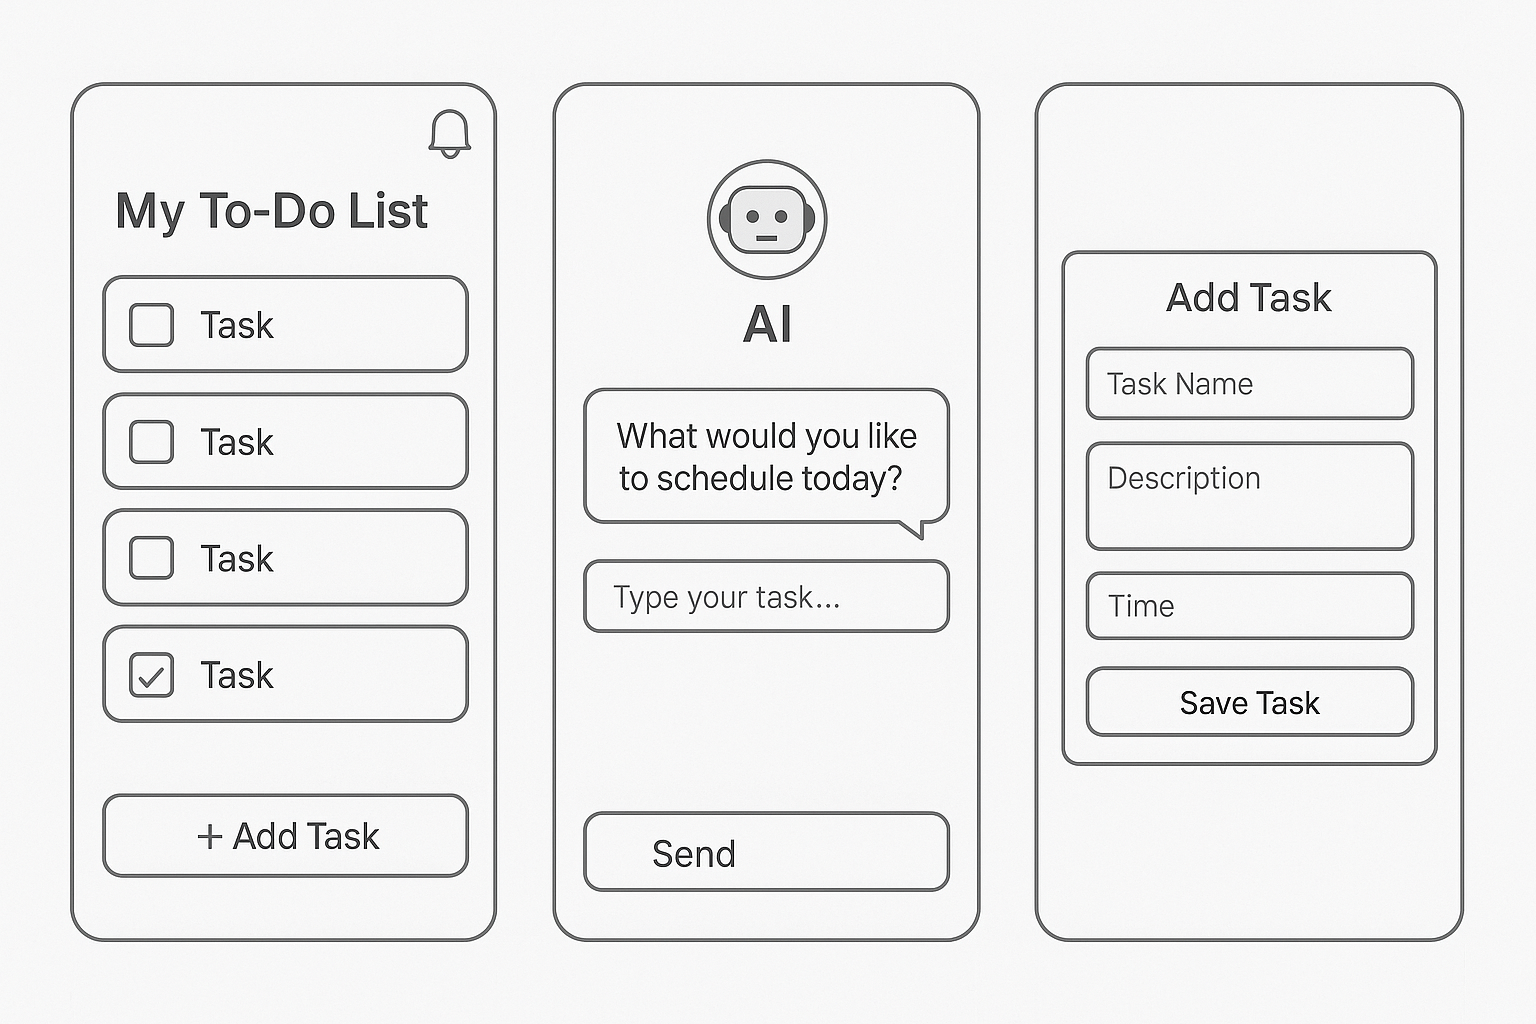 My To-Do List
Task
Task
Task
Task
+ Add Task
AI
What would you like
to schedule today?
Type your task...
Send
Add Task
Task Name
Description
Time
Save Task